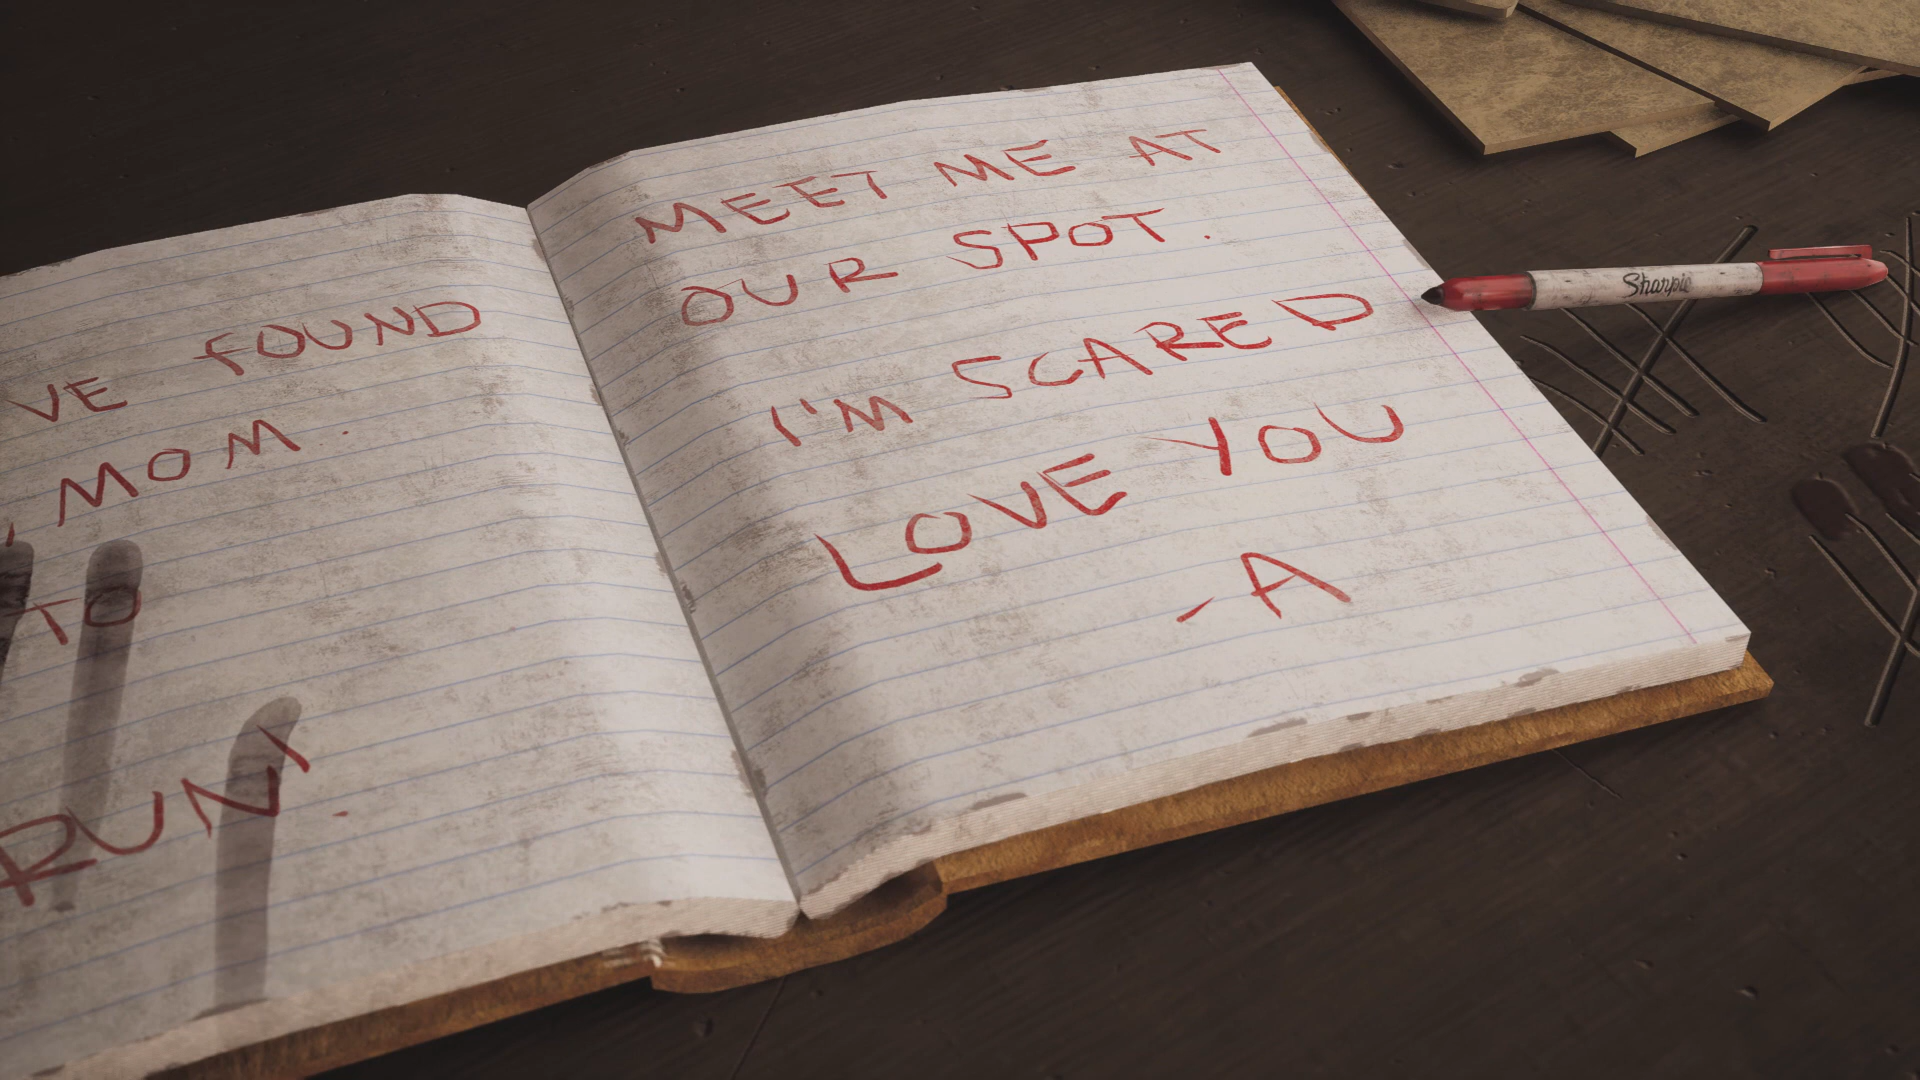 VE FOUND
MOM.
TO
RUN.
MEET ME AT
OUR SPOT.
I'M SCARED
LOVE YOU
-A
Sharpie